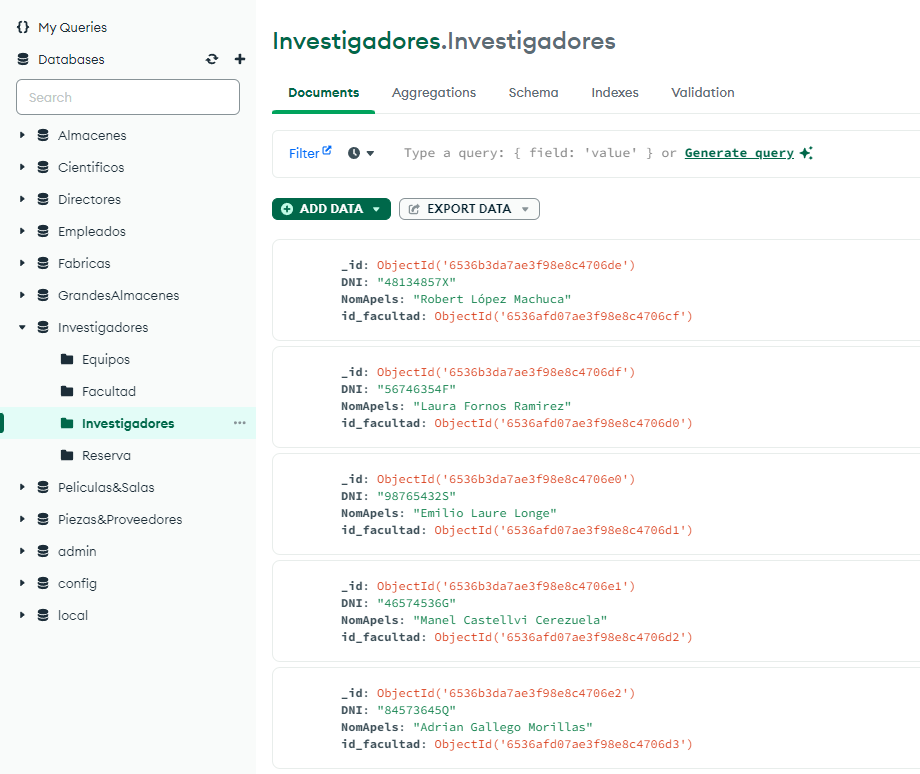 {} My Queries
Databases
Search
Almacenes
Cientificos
Directores
Empleados
Fabricas
GrandesAlmacenes
Investigadores
Equipos
Facultad
Investigadores
Reserva
Peliculas&Salas
Piezas&Proveedores
admin
config
local
Investigadores.Investigadores
Documents Aggregations Schema Indexes Validation
Filter Type a query: { field: 'value' } or Generate query
ADD DATA EXPORT DATA
_id: ObjectId('6536b3da7ae3f98e8c4706de')
DNI: "48134857X"
NomApels: "Robert López Machuca"
id_facultad: ObjectId('6536afd07ae3f98e8c4706cf')
_id: ObjectId('6536b3da7ae3f98e8c4706df')
DNI: "56746354F"
NomApels: "Laura Fornos Ramirez"
id_facultad: ObjectId('6536afd07ae3f98e8c4706d0')
_id: ObjectId('6536b3da7ae3f98e8c4706e0')
DNI: "98765432S"
NomApels: "Emilio Laure Longe"
id_facultad: ObjectId('6536afd07ae3f98e8c4706d1')
_id: ObjectId('6536b3da7ae3f98e8c4706e1')
DNI: "46574536G"
NomApels: "Manel Castellvi Cerezuela"
id_facultad: ObjectId('6536afd07ae3f98e8c4706d2')
_id: ObjectId('6536b3da7ae3f98e8c4706e2')
DNI: "84573645Q"
NomApels: "Adrian Gallego Morillas"
id_facultad: ObjectId('6536afd07ae3f98e8c4706d3')